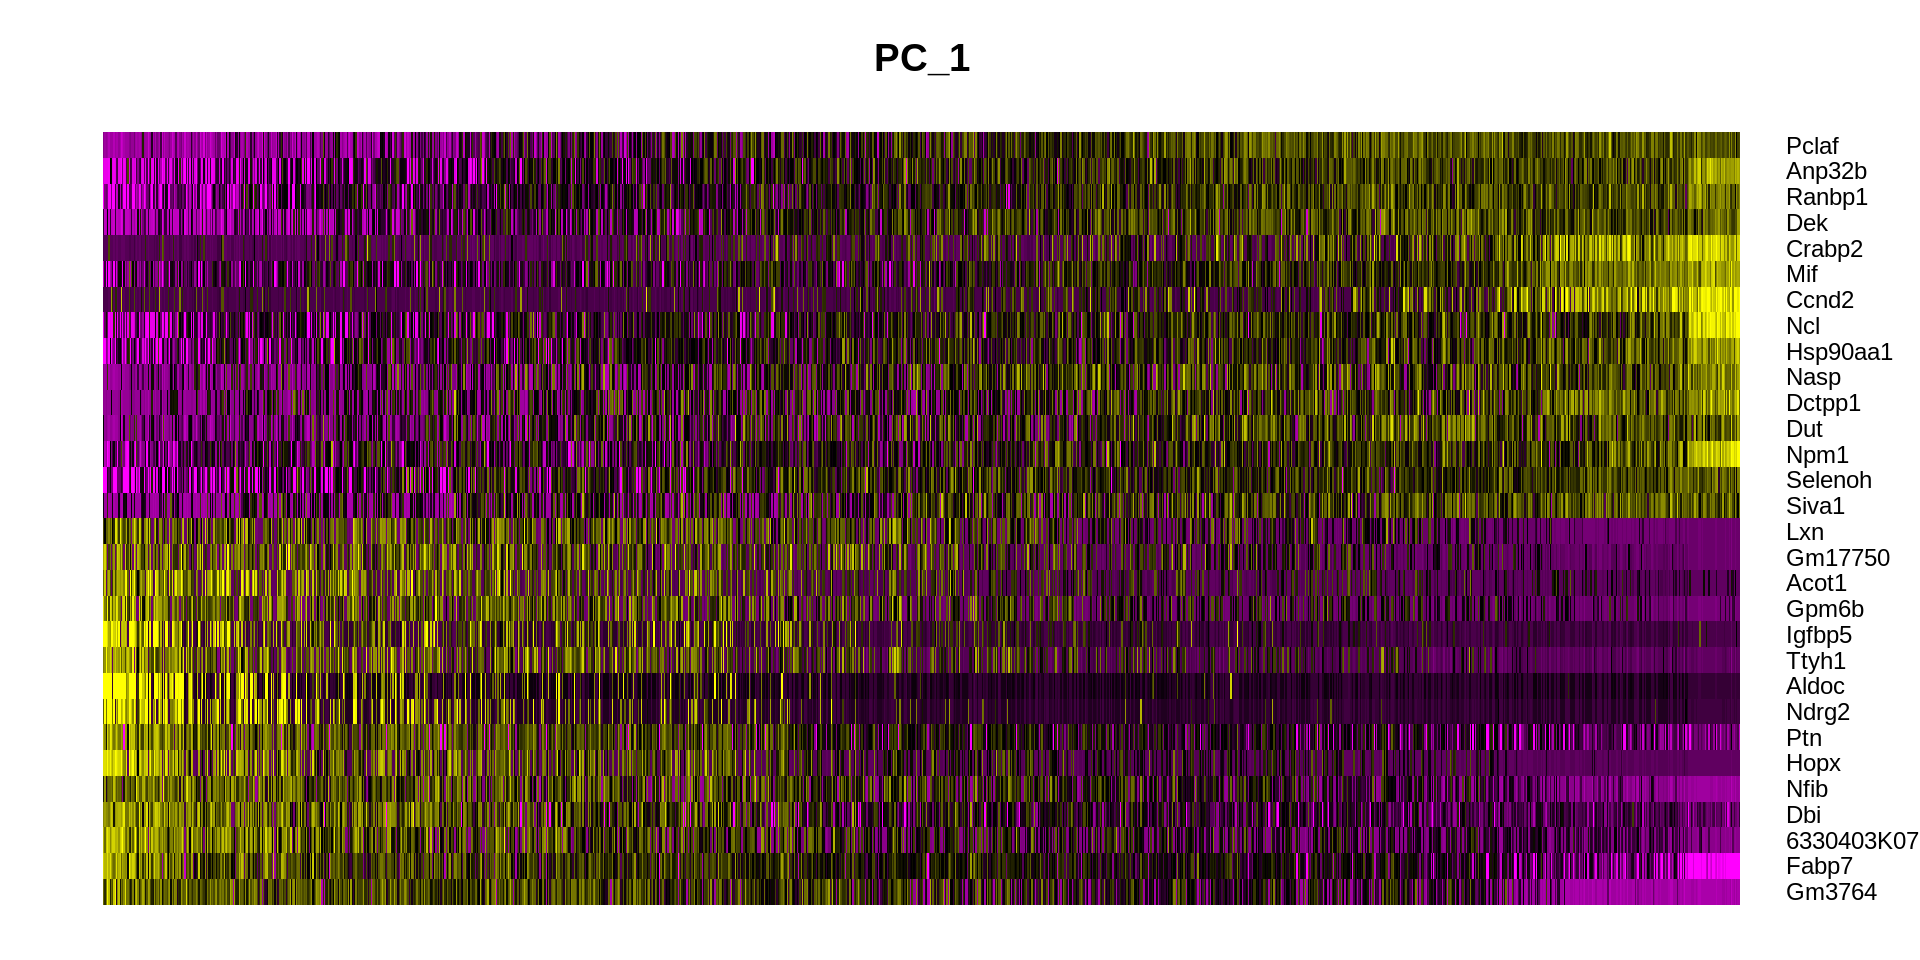 PC_1
Pclaf
Anp32b
Ranbp1
Dek
Crabp2
Mif
Ccnd2
Ncl
Hsp90aa1
Nasp
Dctpp1
Dut
Npm1
Selenoh
Siva1
Lxn
Gm17750
Acot1
Gpm6b
Igfbp5
Ttyh1
Aldoc
Ndrg2
Ptn
Hopx
Nfib
Dbi
6330403K07
Fabp7
Gm3764